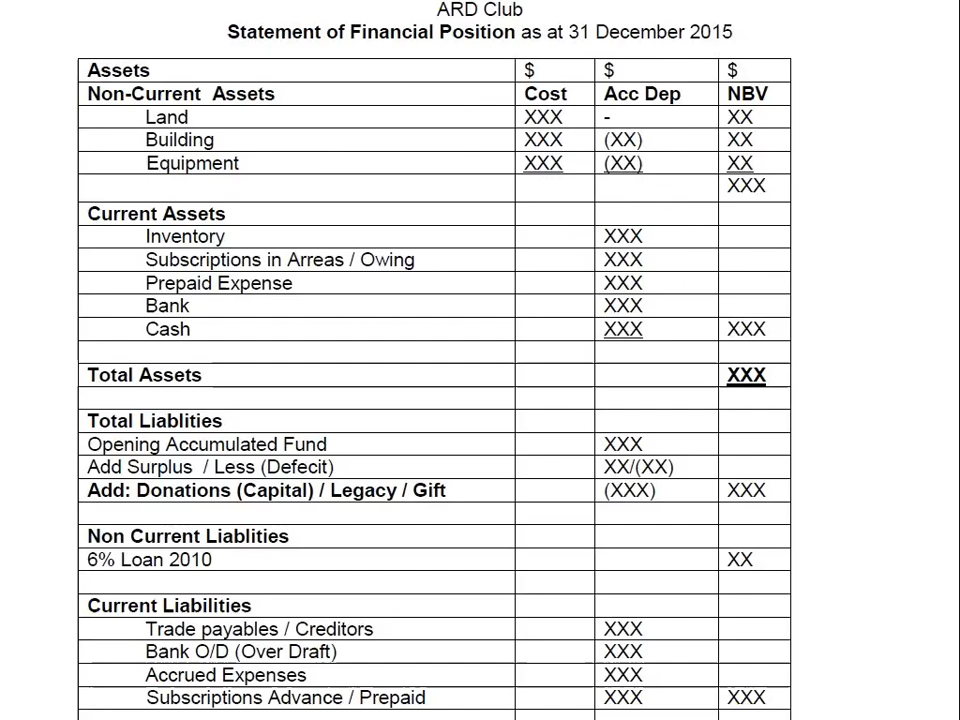 ARD Club
Statement of Financial Position as at 31 December 2015
Assets $ $ $
Non-Current Assets Cost Acc Dep NBV
Land XXX - XX
Building XXX (XX) XX
Equipment XXX (XX) XX
XXX
Current Assets
Inventory XXX
Subscriptions in Arreas / Owing XXX
Prepaid Expense XXX
Bank XXX
Cash XXX XXX
Total Assets XXX
Total Liablities
Opening Accumulated Fund XXX
Add Surplus / Less (Defecit) XX/(XX)
Add: Donations (Capital) / Legacy / Gift (XXX) XXX
Non Current Liablities
6% Loan 2010 XX
Current Liabilities
Trade payables / Creditors XXX
Bank O/D (Over Draft) XXX
Accrued Expenses XXX
Subscriptions Advance / Prepaid XXX XXX